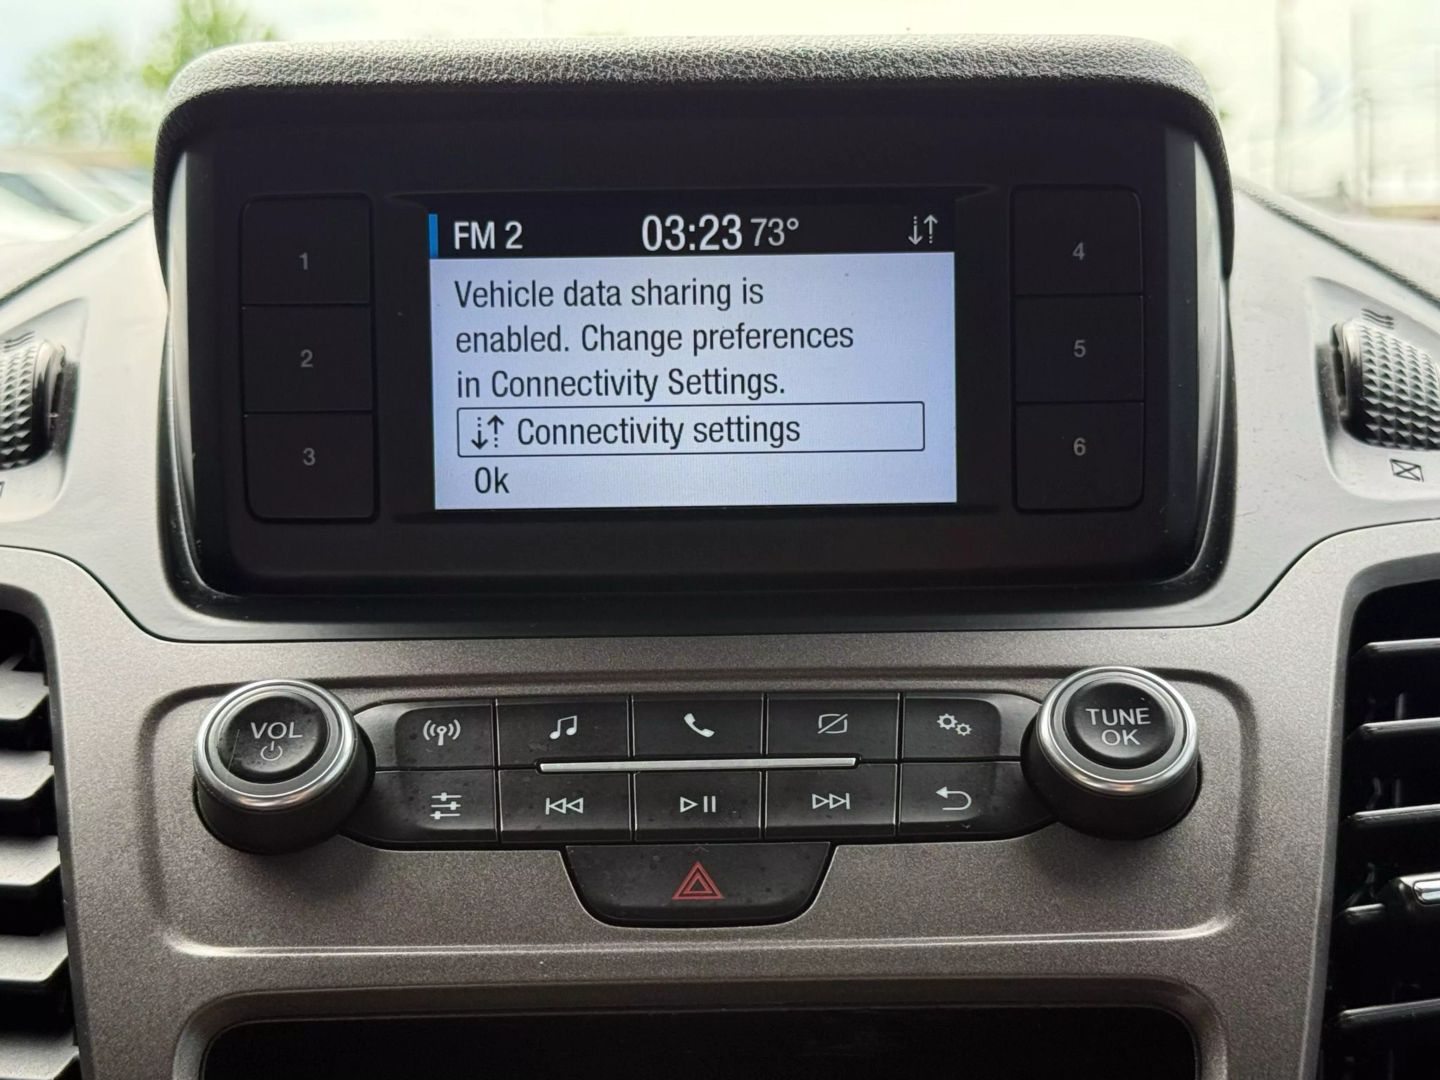 FM 2 03:23 73°
Vehicle data sharing is
enabled. Change preferences
in Connectivity Settings.
Connectivity settings
Ok
1
2
3
4
5
6
VOL
TUNE
OK